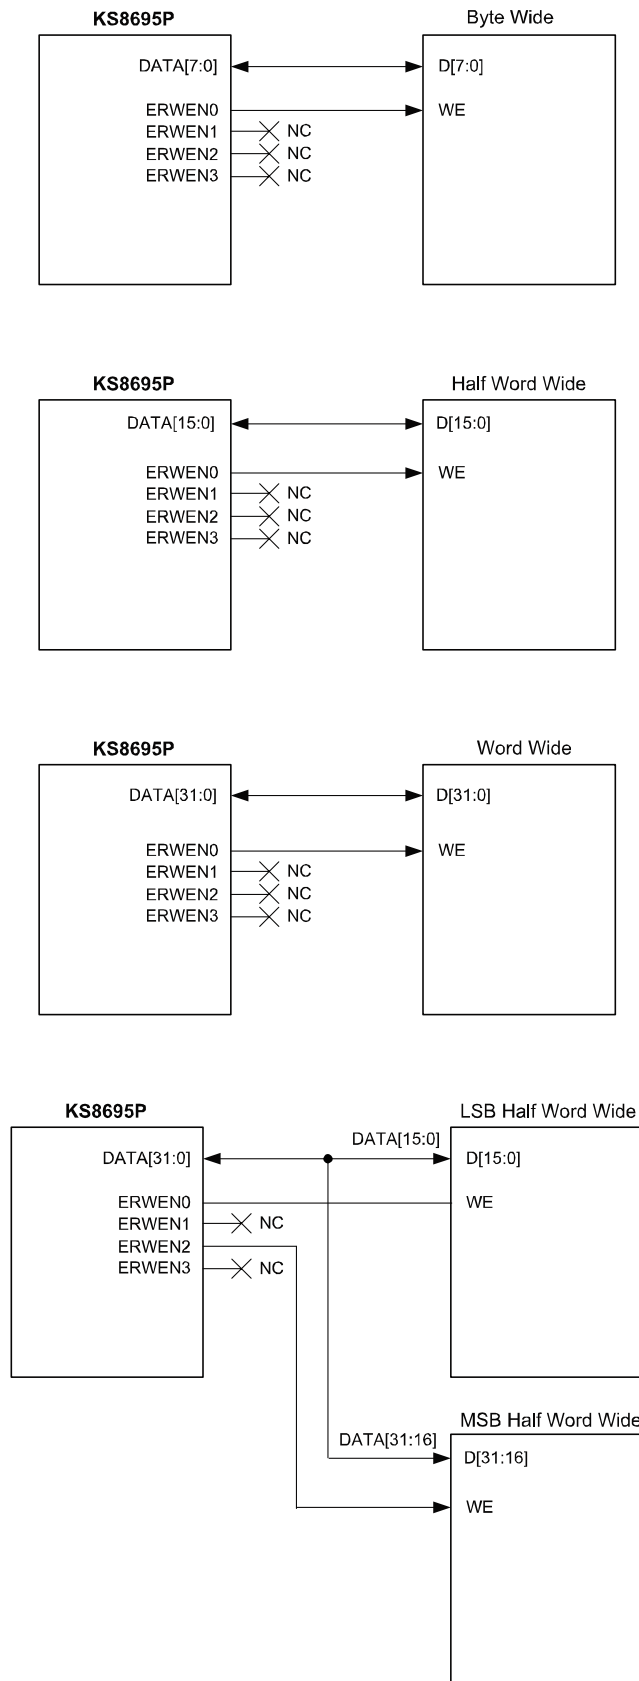 KS8695P Byte Wide
DATA[7:0] D[7:0]
ERWEN0 WE
ERWEN1 NC
ERWEN2 NC
ERWEN3 NC
KS8695P Half Word Wide
DATA[15:0] D[15:0]
ERWEN0 WE
ERWEN1 NC
ERWEN2 NC
ERWEN3 NC
KS8695P Word Wide
DATA[31:0] D[31:0]
ERWEN0 WE
ERWEN1 NC
ERWEN2 NC
ERWEN3 NC
KS8695P LSB Half Word Wide
DATA[31:0] DATA[15:0] D[15:0]
ERWEN0 WE
ERWEN1 NC
ERWEN2
ERWEN3 NC
MSB Half Word Wide
DATA[31:16] D[31:16]
WE